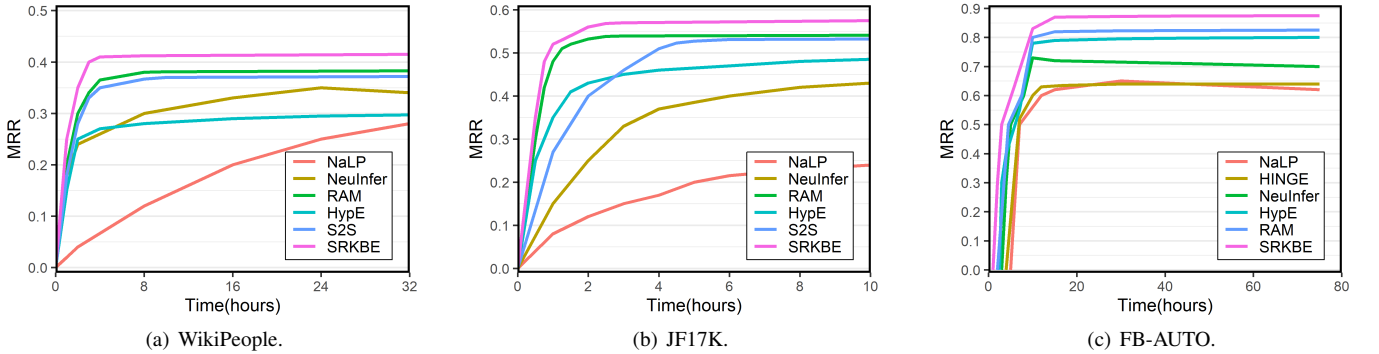 0.5
0.4
0.3
0.2
0.1
0.0
MRR
0
8
16
24
32
Time(hours)
NaLP
NeuInfer
RAM
HypE
S2S
SRKBE
(a) WikiPeople.
0.6
0.5
0.4
0.3
0.2
0.1
0.0
MRR
0
2
4
6
8
10
Time(hours)
NaLP
NeuInfer
RAM
HypE
S2S
SRKBE
(b) JF17K.
0.9
0.8
0.7
0.6
0.5
0.4
0.3
0.2
0.1
0.0
MRR
0
20
40
60
80
Time(hours)
NaLP
HINGE
NeuInfer
HypE
RAM
SRKBE
(c) FB-AUTO.